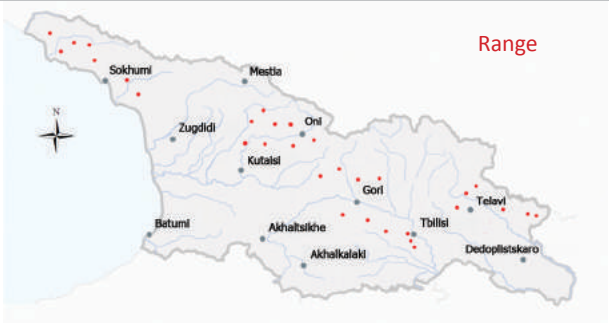 Range
Sokhumi
Mestia
N
Zugdidi
Oni
Kutaisi
Gori
Telavi
Batumi
Akhaltsikhe
Tbilisi
Akhalkalaki
Dedoplistskaro